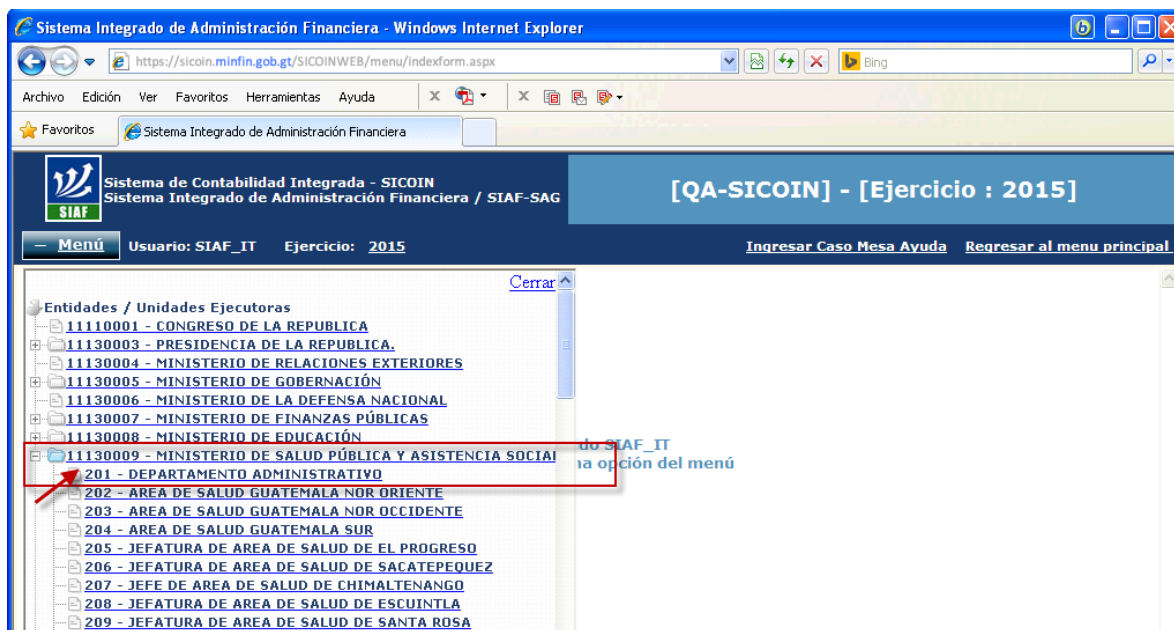 Sistema Integrado de Administración Financiera - Windows Internet Explorer
https://sicoin.minfin.gob.gt/SICOINWEB/menu/indexform.aspx
Bing
Archivo Edición Ver Favoritos Herramientas Ayuda
Favoritos
Sistema Integrado de Administración Financiera
SIAF
Sistema de Contabilidad Integrada - SICOIN
Sistema Integrado de Administración Financiera / SIAF-SAG
[QA-SICOIN] - [Ejercicio : 2015]
Menú Usuario: SIAF_IT Ejercicio: 2015
Ingresar Caso Mesa Ayuda Regresar al menu principal
Cerrar
Entidades / Unidades Ejecutoras
11110001 - CONGRESO DE LA REPUBLICA
11130003 - PRESIDENCIA DE LA REPUBLICA.
11130004 - MINISTERIO DE RELACIONES EXTERIORES
11130005 - MINISTERIO DE GOBERNACIÓN
11130006 - MINISTERIO DE LA DEFENSA NACIONAL
11130007 - MINISTERIO DE FINANZAS PÚBLICAS
11130008 - MINISTERIO DE EDUCACIÓN
11130009 - MINISTERIO DE SALUD PÚBLICA Y ASISTENCIA SOCIAL
201 - DEPARTAMENTO ADMINISTRATIVO
202 - AREA DE SALUD GUATEMALA NOR ORIENTE
203 - AREA DE SALUD GUATEMALA NOR OCCIDENTE
204 - AREA DE SALUD GUATEMALA SUR
205 - JEFATURA DE AREA DE SALUD DE EL PROGRESO
206 - JEFATURA DE AREA DE SALUD DE SACATEPEQUEZ
207 - JEFE DE AREA DE SALUD DE CHIMALTENANGO
208 - JEFATURA DE AREA DE SALUD DE ESCUINTLA
209 - JEFATURA DE AREA DE SALUD DE SANTA ROSA
do SIAF_IT
na opción del menú